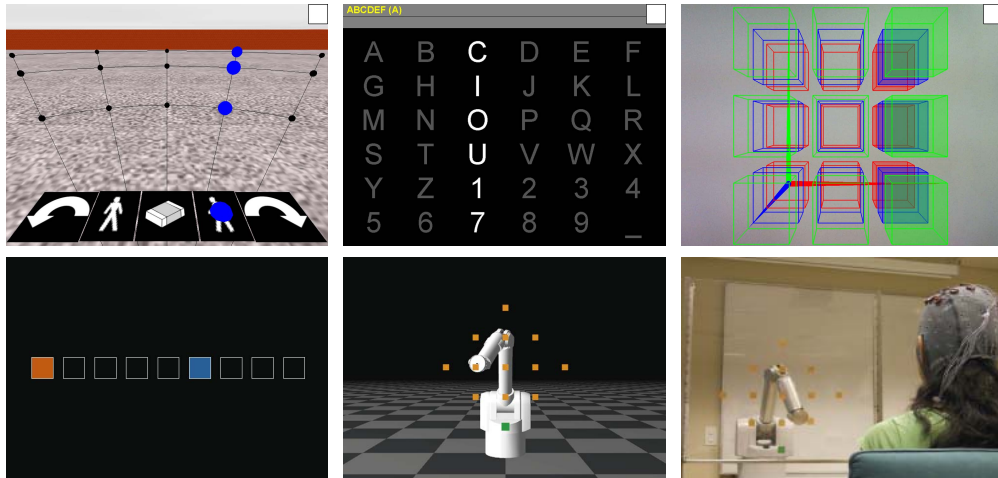 ABCDEF (A)
A B C D E F
G H I J K L
M N O P Q R
S T U V W X
Y Z 1 2 3 4
5 6 7 8 9 _